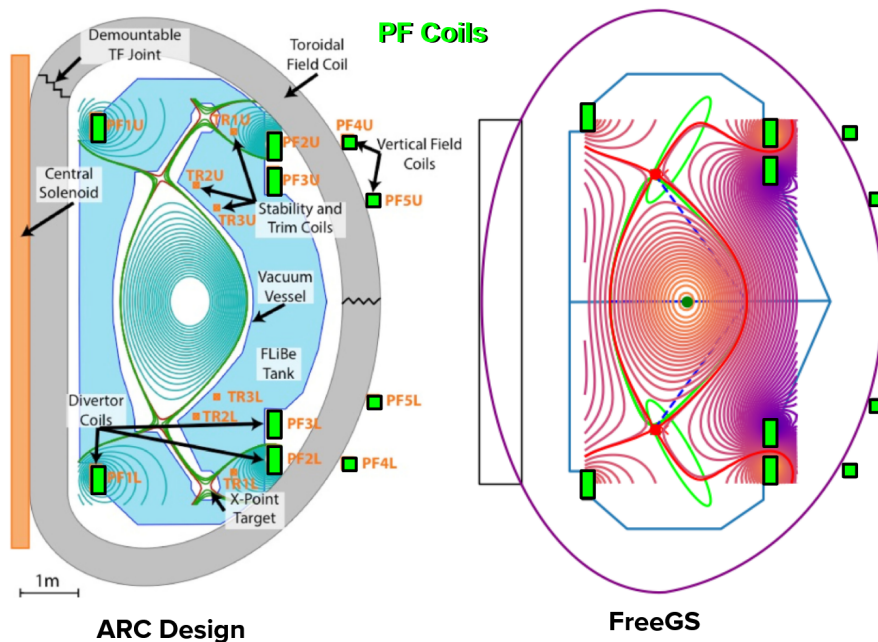 PF Coils
Demountable
TF Joint
Toroidal
Field Coil
PF1U
TR1U
PF2U
PF4U
Vertical Field
Coils
Central
Solenoid
TR2U
PF3U
PF5U
TR3U
Stability and
Trim Coils
Vacuum
Vessel
FLiBe
Tank
Divertor
Coils
TR3L
TR2L
PF5L
PF3L
PF2L
PF4L
PF1L
TR1L
X-Point
Target
1m
ARC Design
FreeGS